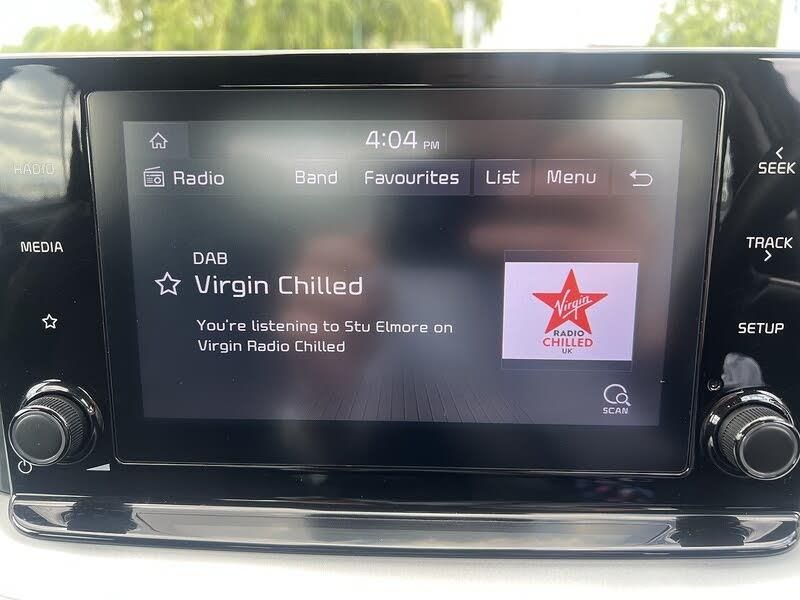 4:04 PM
RADIO
Radio
Band
Favourites
List
Menu
SEEK
MEDIA
TRACK
DAB
Virgin Chilled
You're listening to Stu Elmore on
Virgin Radio Chilled
Virgin
RADIO
CHILLED
UK
SETUP
SCAN